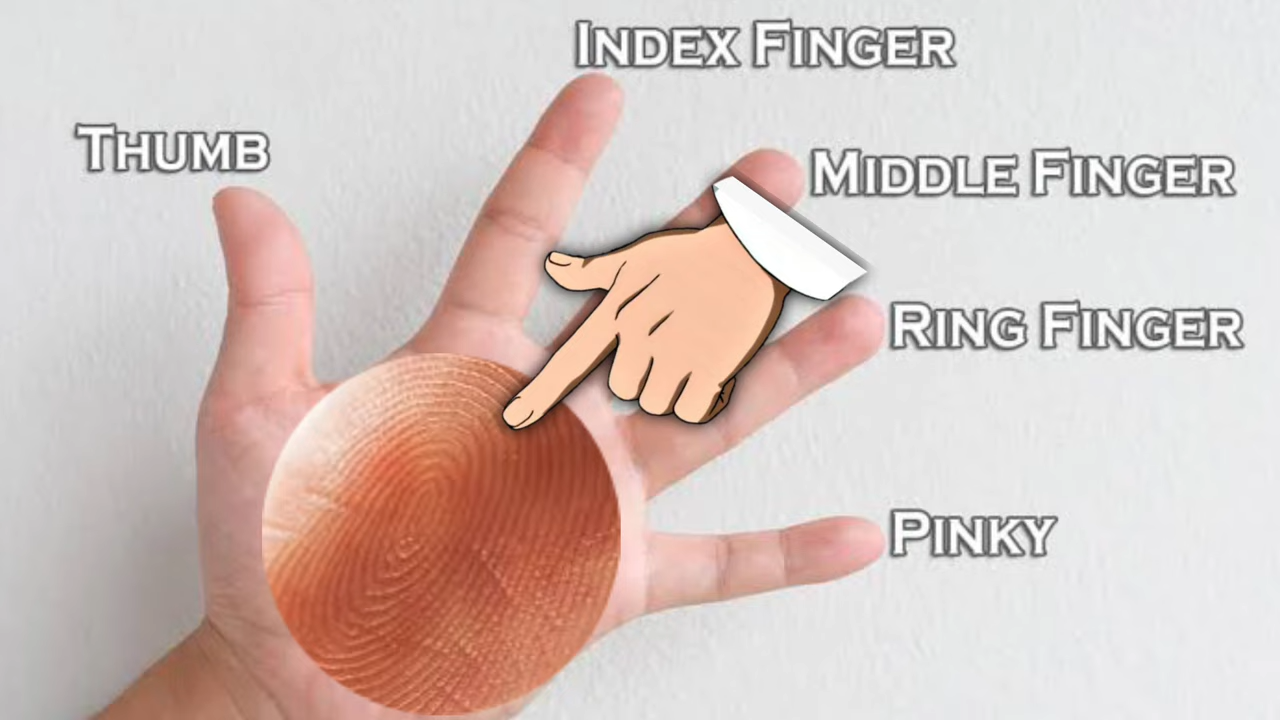 Index Finger
Thumb
Middle Finger
Ring Finger
Pinky